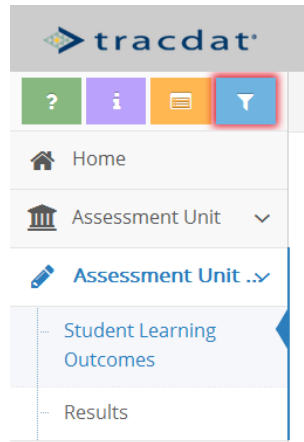 tracdat
? i
Home
Assessment Unit
Assessment Unit ...
Student Learning
Outcomes
Results